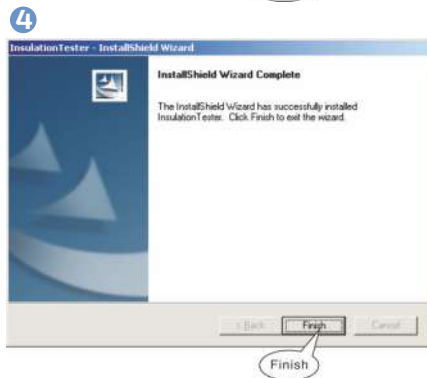 4
InsulationTester - InstallShield Wizard
InstallShield Wizard Complete
The InstallShield Wizard has successfully installed
InsulationTester. Click Finish to exit the wizard.
< Back Finish Cancel
Finish